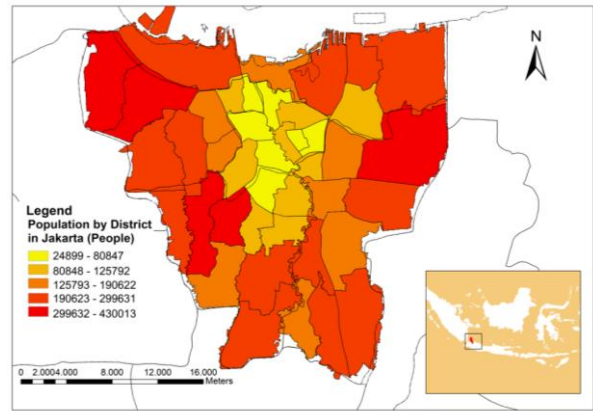 N
Legend
Population by District
in Jakarta (People)
24899 - 80847
80848 - 125792
125793 - 190622
190623 - 299631
299632 - 430013
0 2.0004.000 8.000 12.000 16.000
Meters